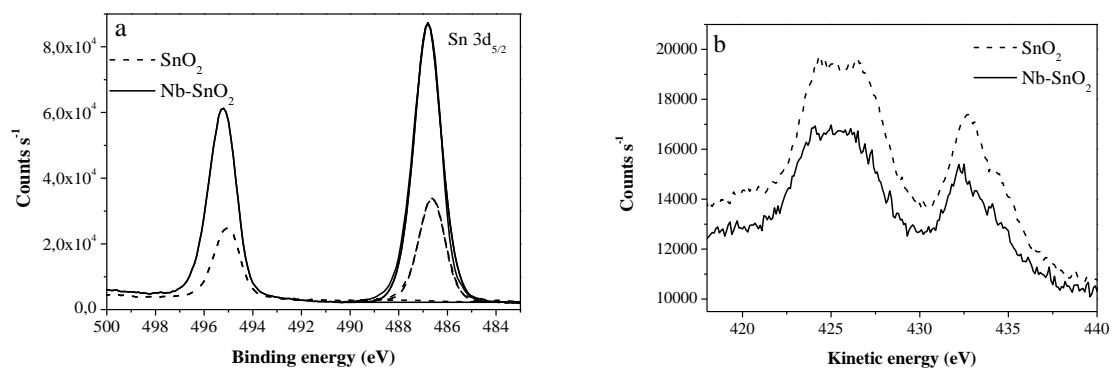 a
Sn 3d5/2
SnO2
Nb-SnO2
8,0x10^4
6,0x10^4
4,0x10^4
2,0x10^4
0,0
Counts s^-1
500 498 496 494 492 490 488 486 484
Binding energy (eV)
b
SnO2
Nb-SnO2
20000
18000
16000
14000
12000
10000
Counts s^-1
420 425 430 435 440
Kinetic energy (eV)